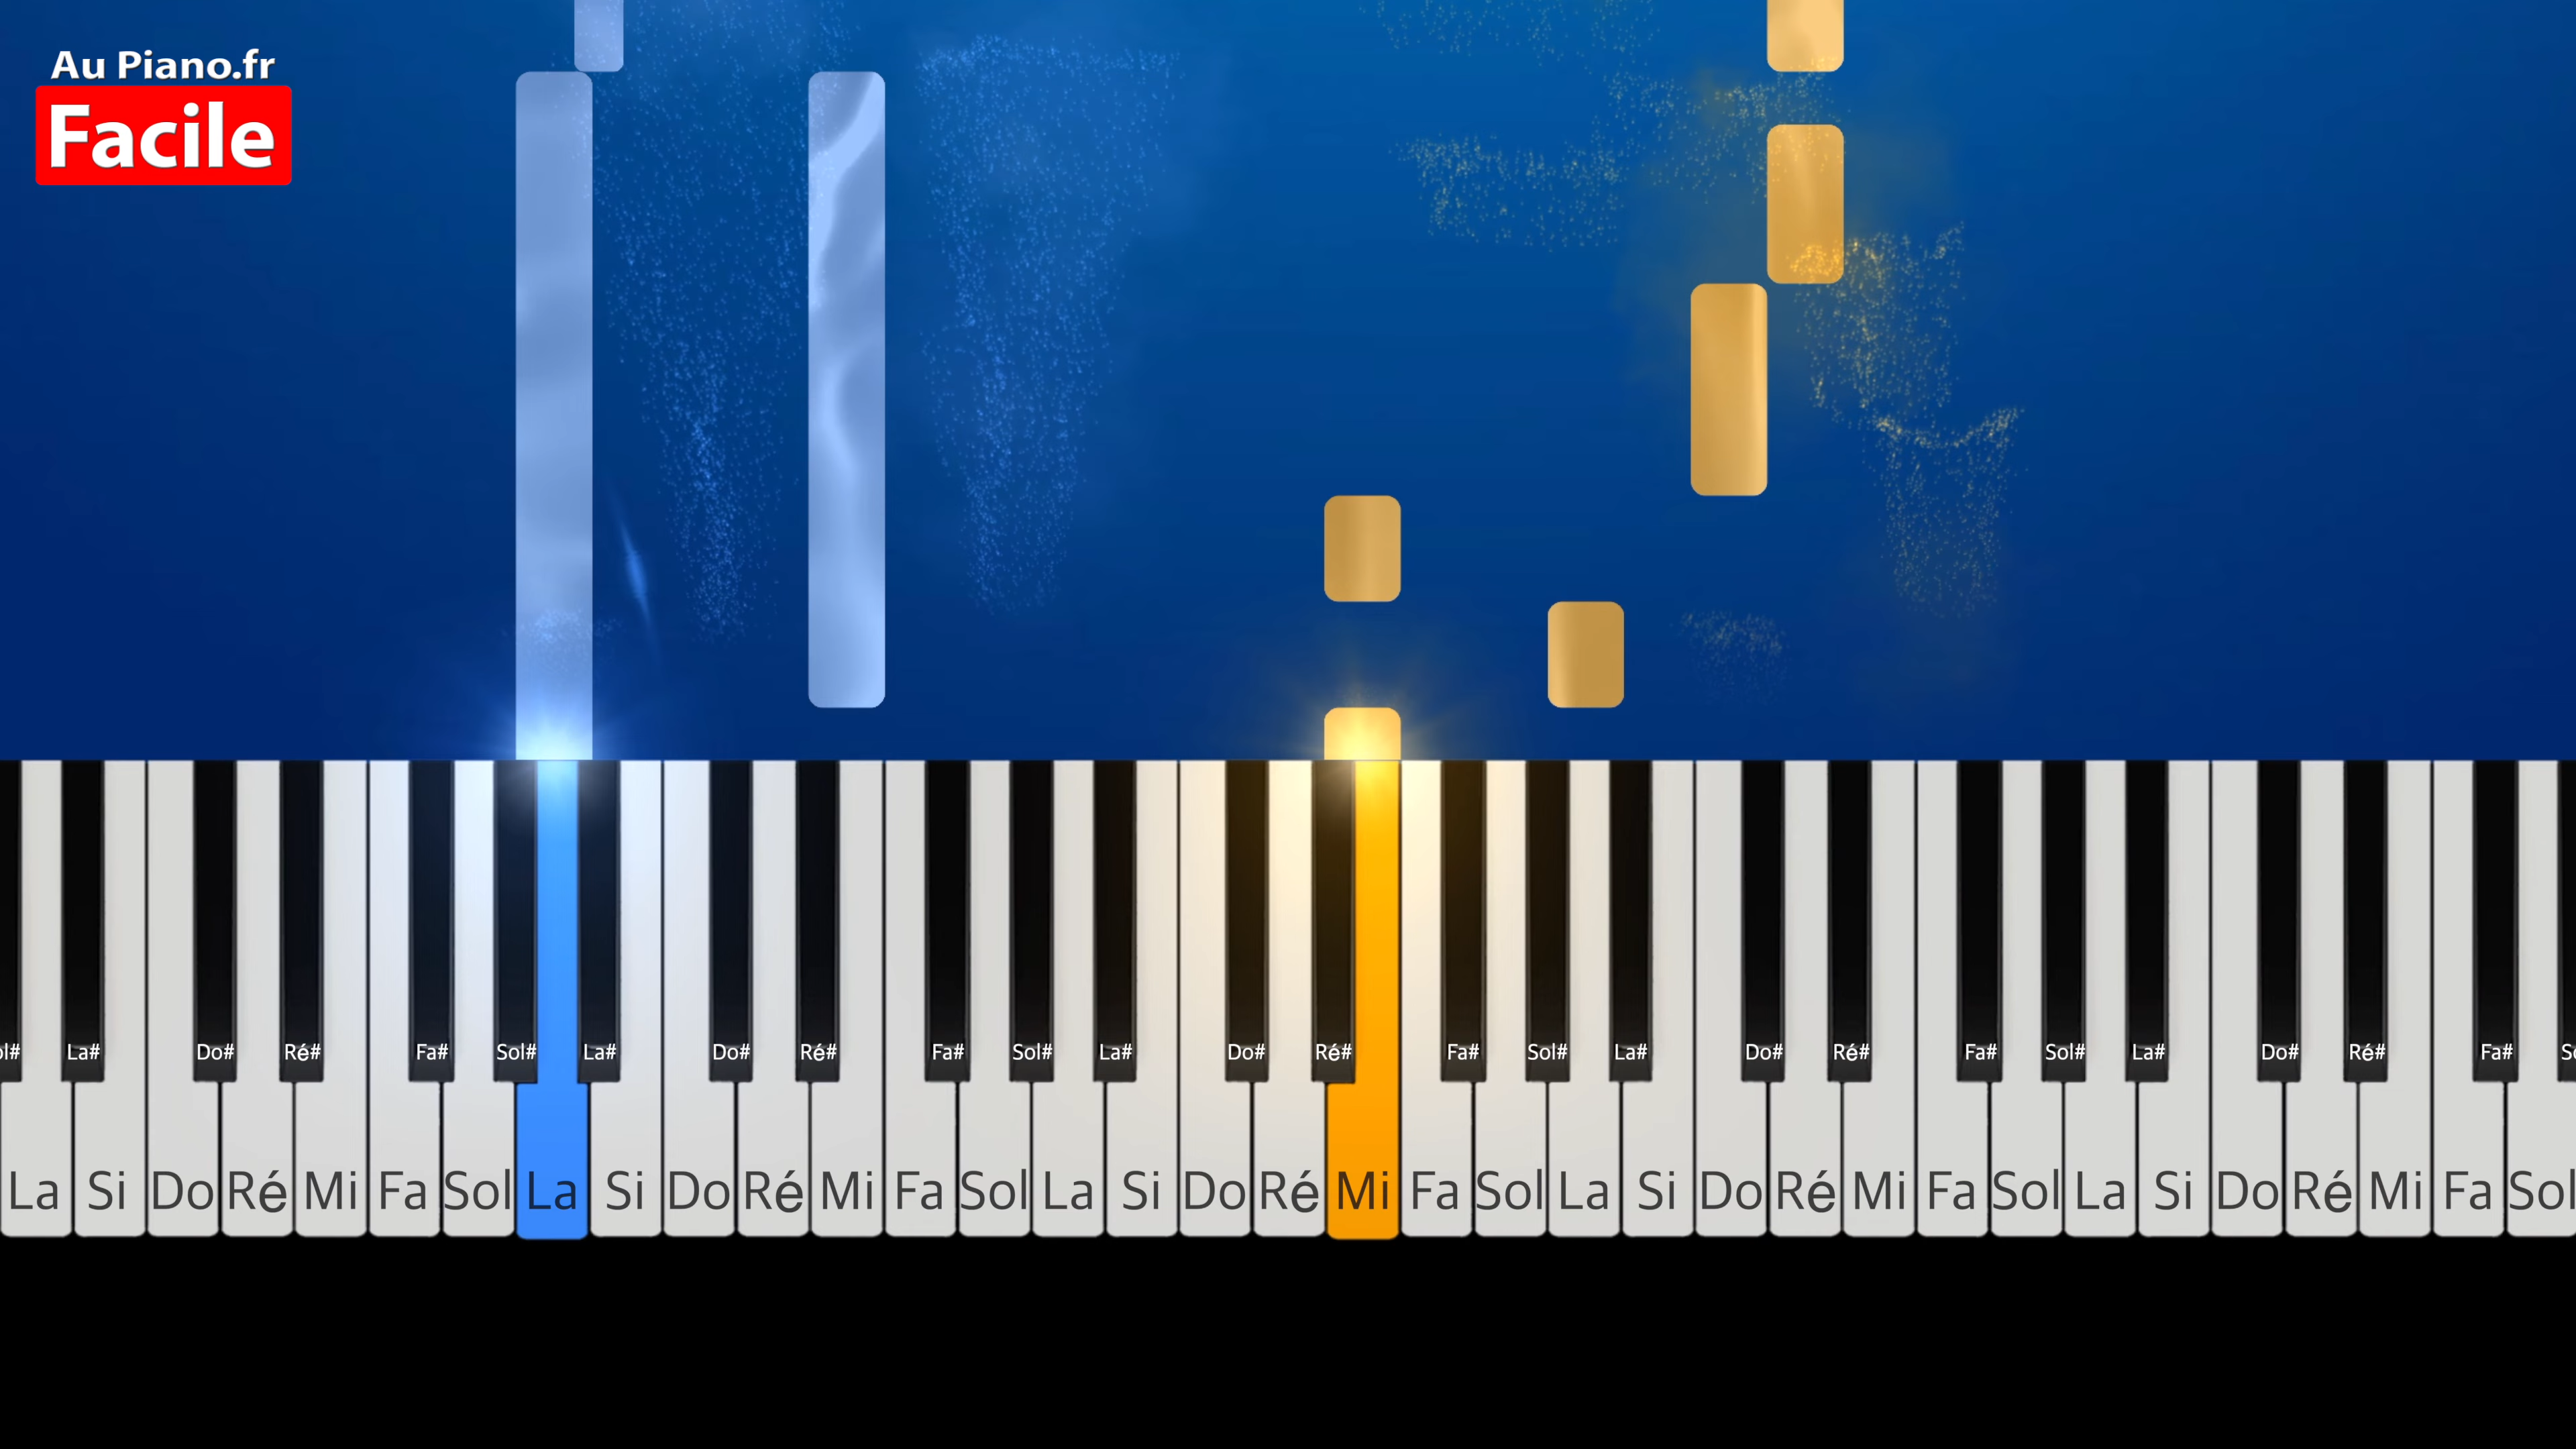 Au Piano.fr
Facile
ol# La# Do# Ré# Fa# Sol# La# Do# Ré# Fa# Sol# La# Do# Ré# Fa# Sol# La# Do# Ré# Fa# Sol# La# Do# Ré# Fa# S
La Si Do Ré Mi Fa Sol La Si Do Ré Mi Fa Sol La Si Do Ré Mi Fa Sol La Si Do Ré Mi Fa Sol La Si Do Ré Mi Fa Sol